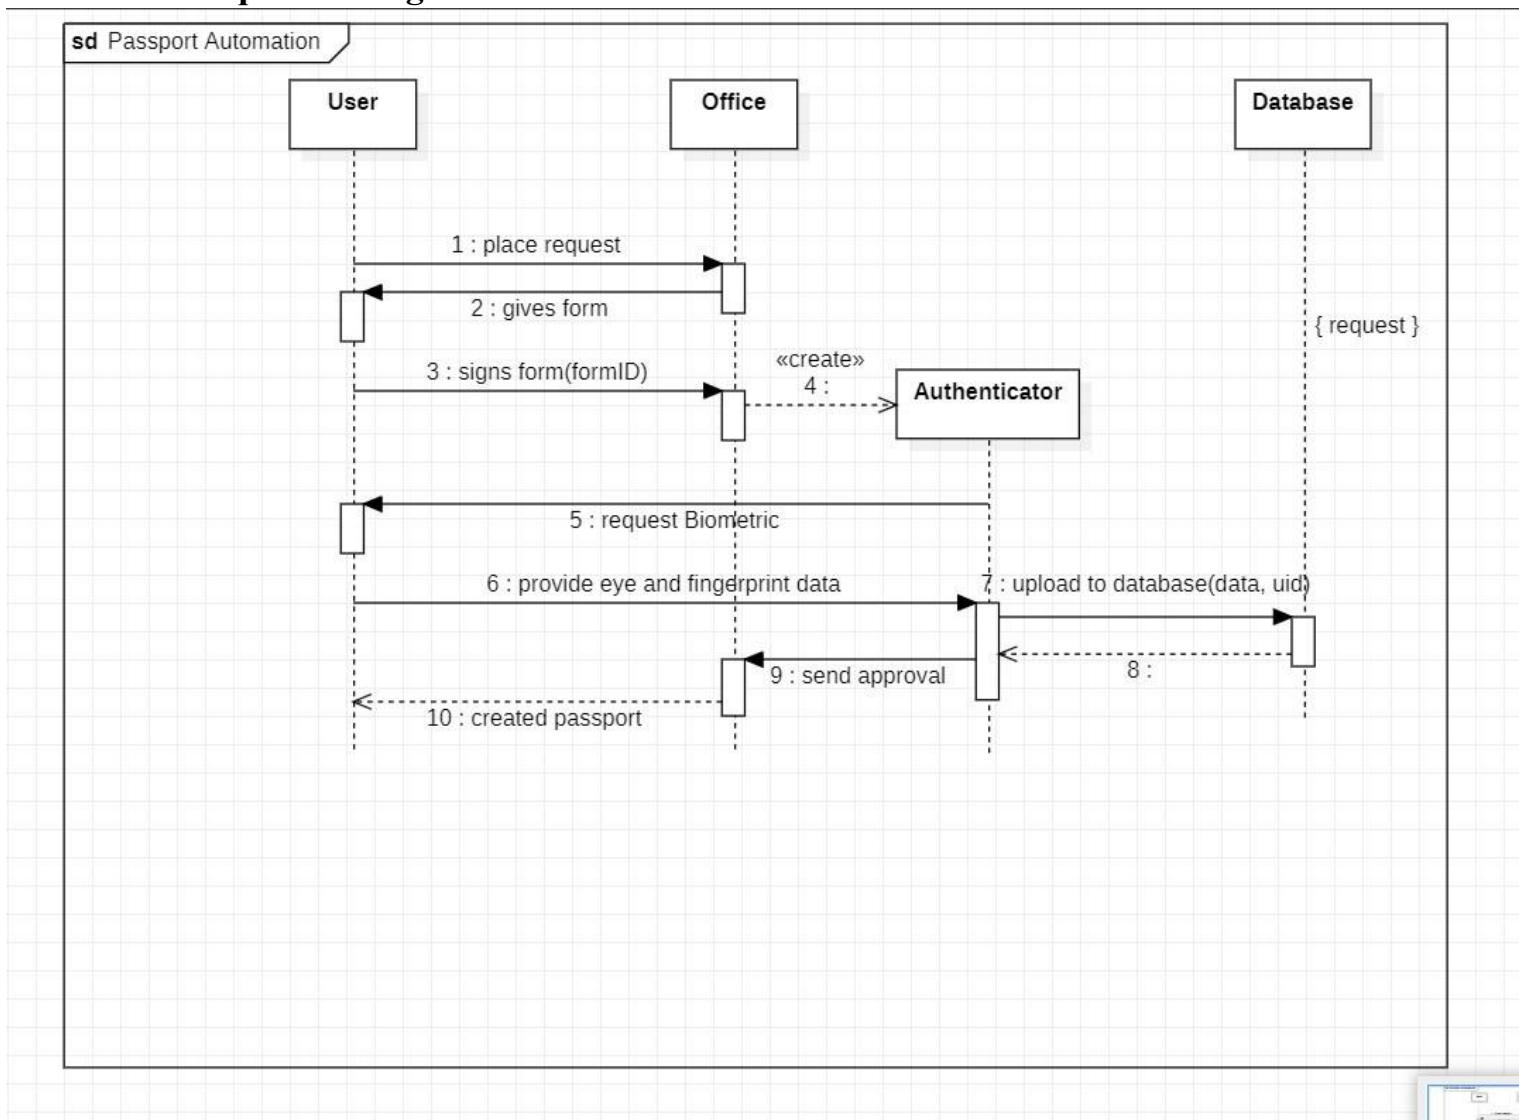 sd Passport Automation
User
Office
Database
1 : place request
2 : gives form
{ request }
«create»
3 : signs form(formID)
4 :
Authenticator
5 : request Biometric
6 : provide eye and fingerprint data
7 : upload to database(data, uid)
8 :
9 : send approval
10 : created passport